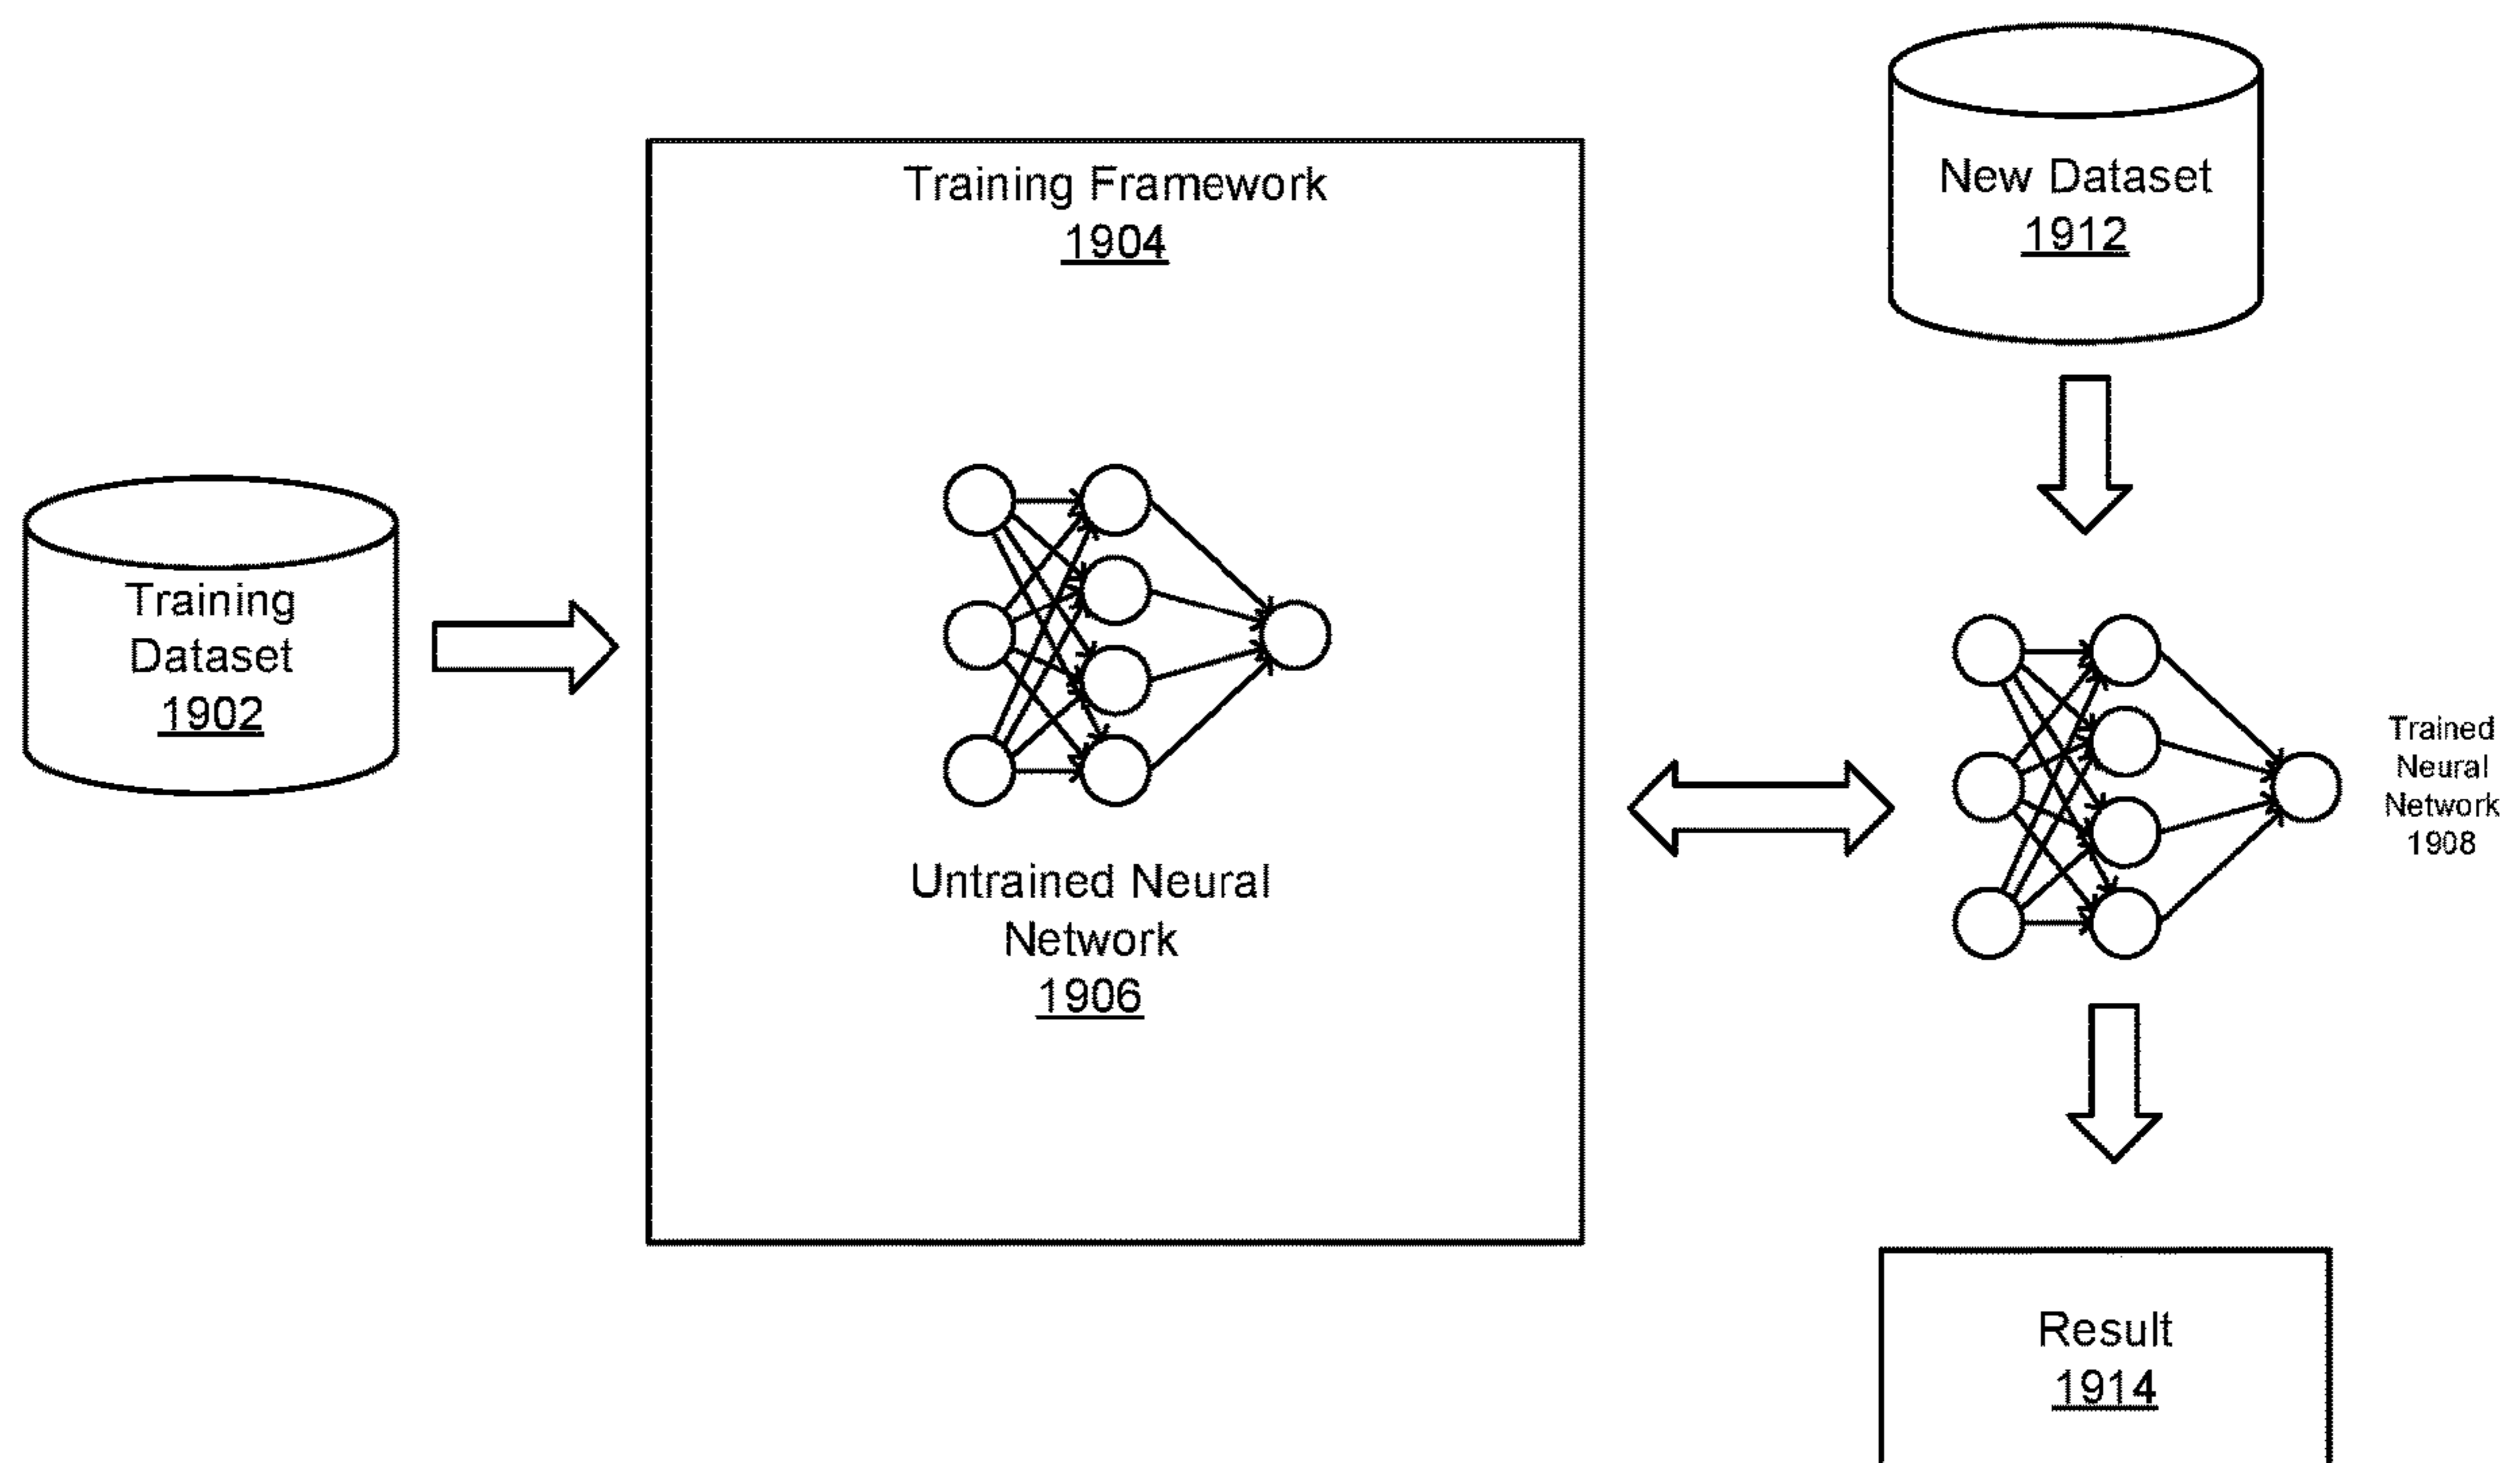 Training Framework
1904
New Dataset
1912
Training
Dataset
1902
Untrained Neural
Network
1906
Trained
Neural
Network
1908
Result
1914